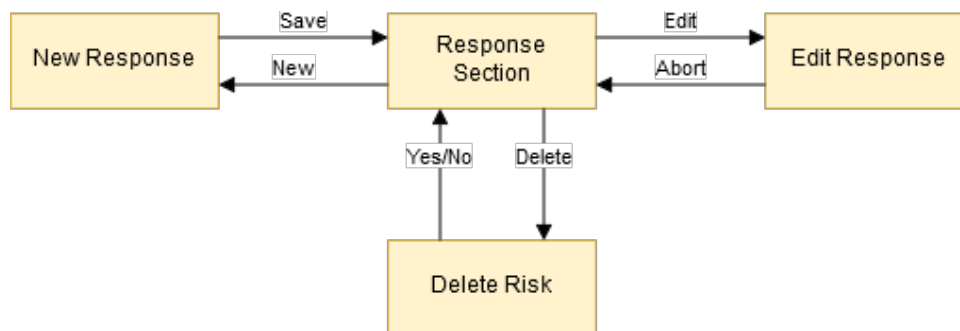 Save
Edit
New Response
Response
Section
Edit Response
New
Abort
Yes/No
Delete
Delete Risk